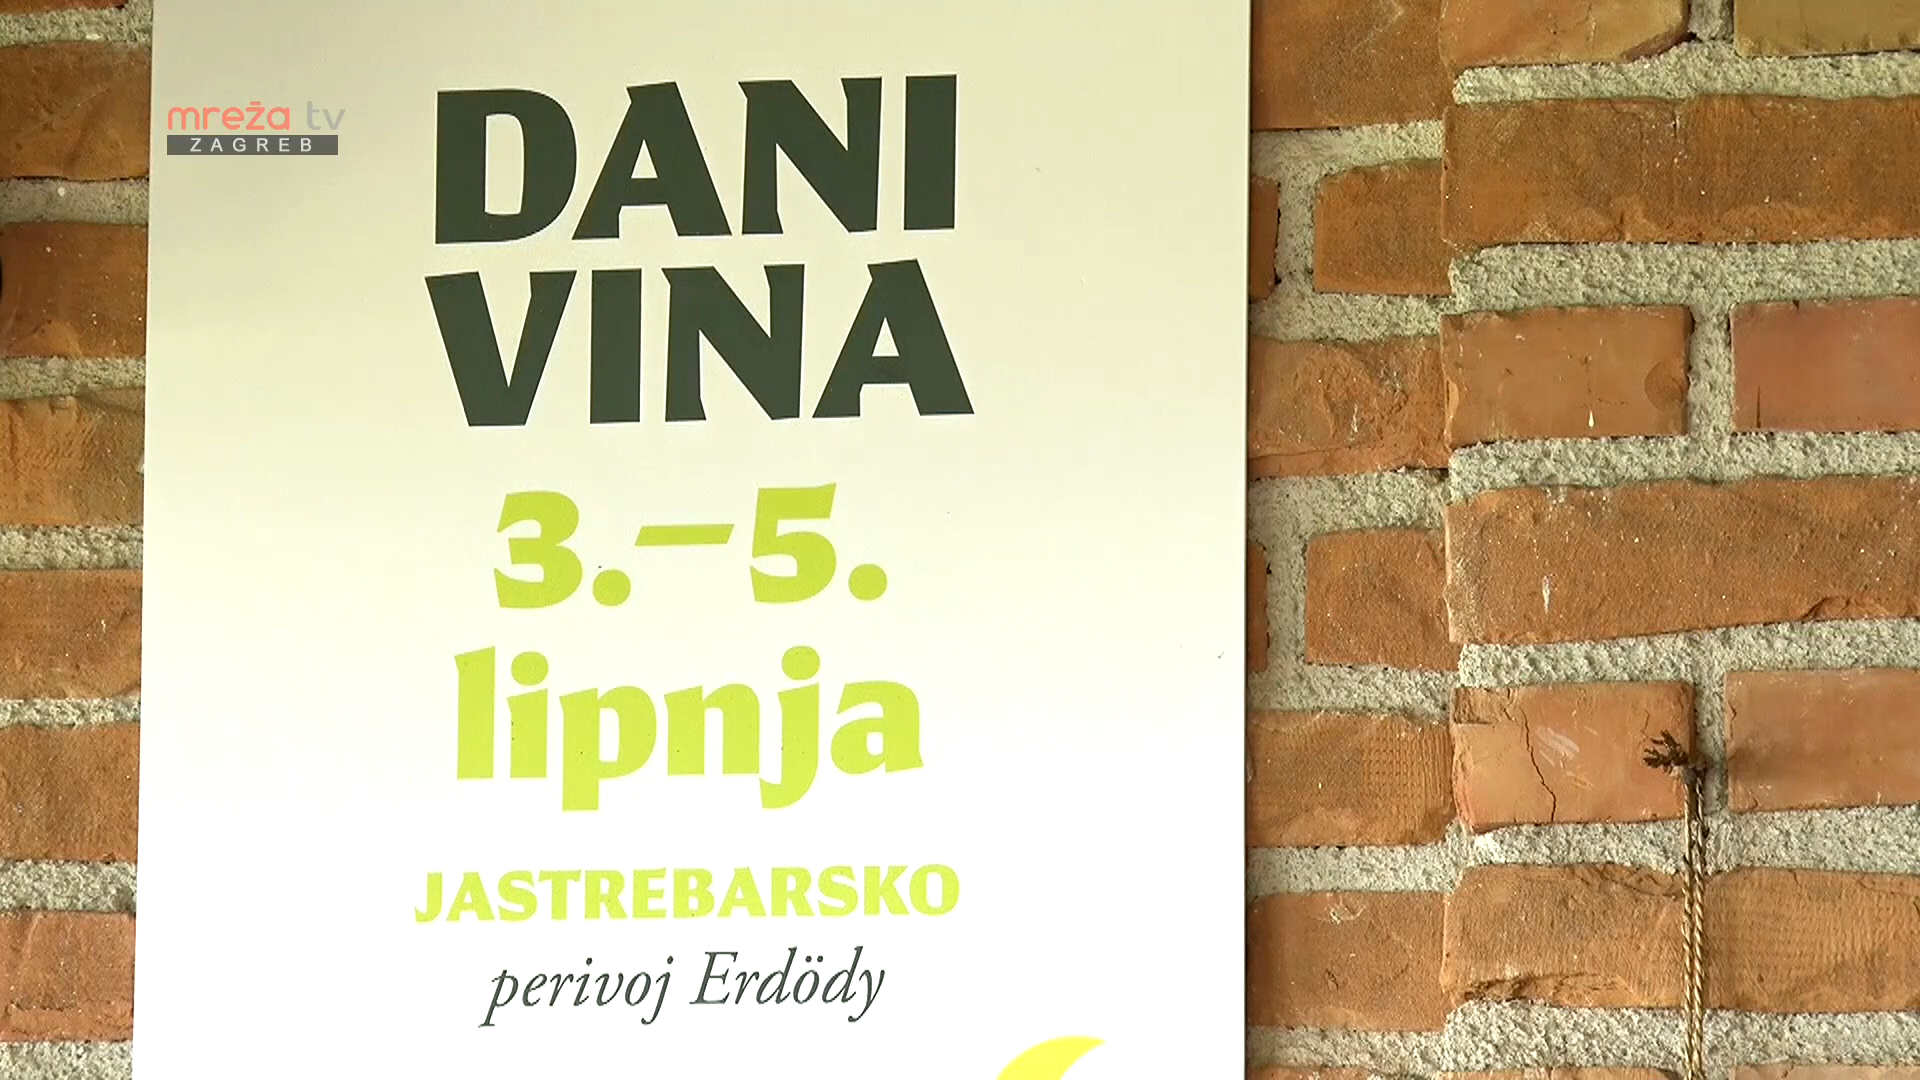 mreža tv
ZAGREB
DANI
VINA
3.–5.
lipnja
JASTREBARSKO
perivoj Erdödy